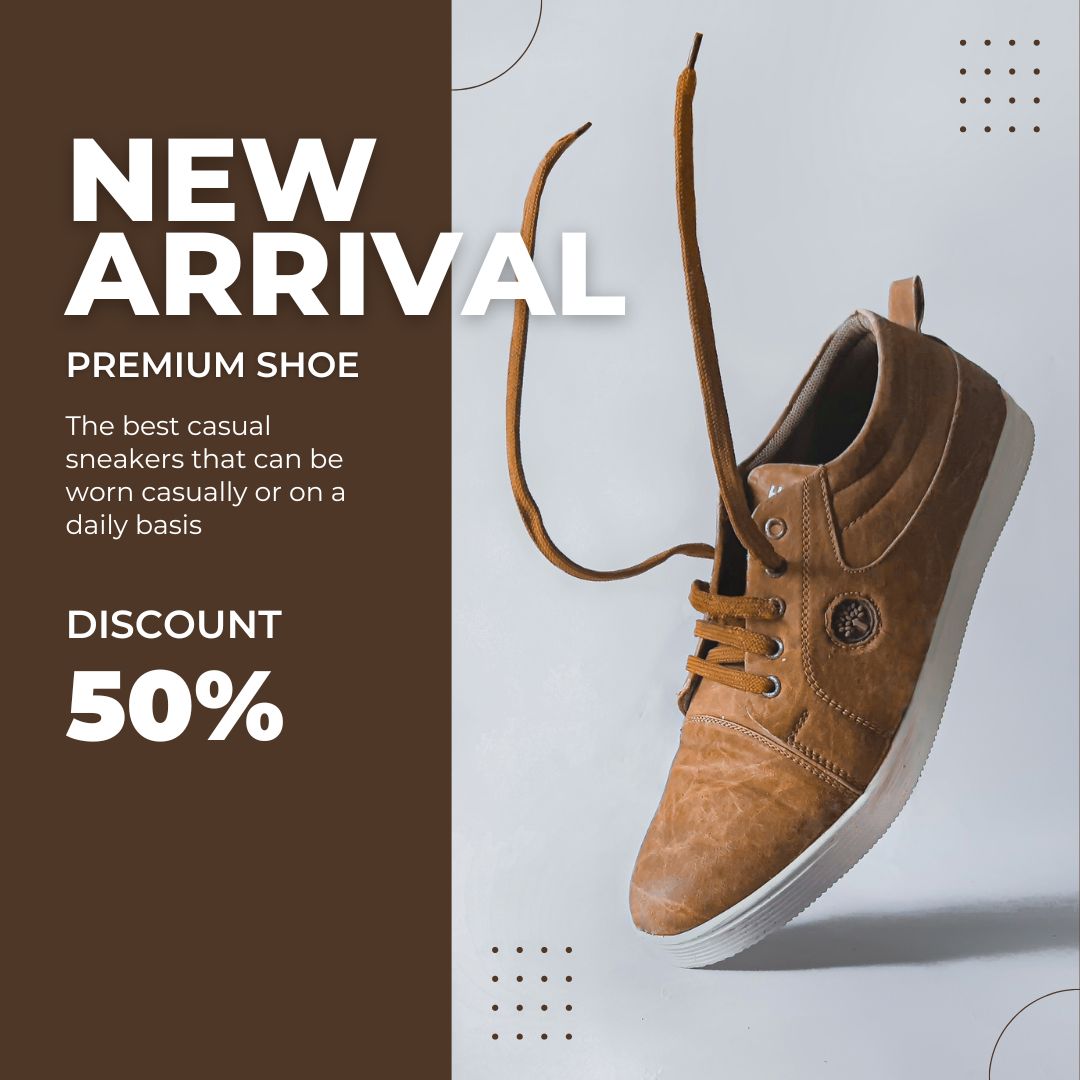 NEW
ARRIVAL
PREMIUM SHOE
The best casual
sneakers that can be
worn casually or on a
daily basis
DISCOUNT
50%